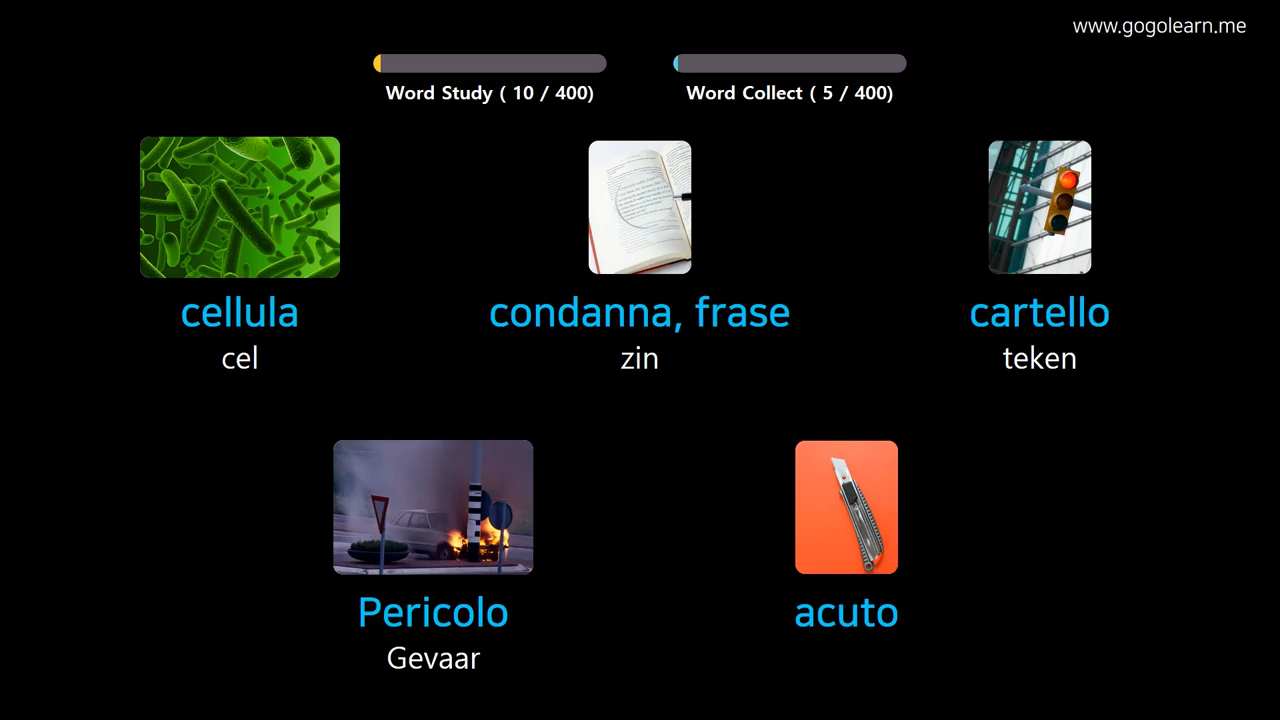 www.gogolearn.me
Word Study ( 10 / 400)
Word Collect ( 5 / 400)
cellula
cel
condanna, frase
zin
cartello
teken
Pericolo
Gevaar
acuto